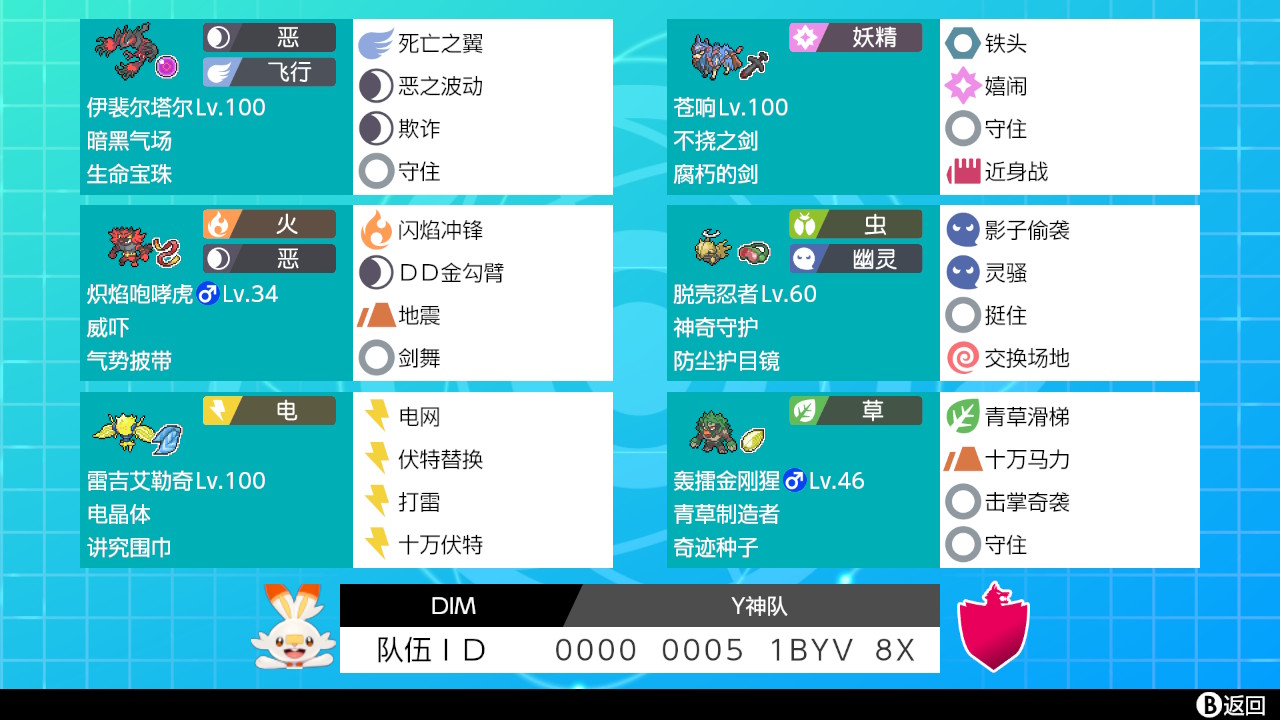 恶
飞行
伊裴尔塔尔Lv.100
暗黑气场
生命宝珠
死亡之翼
恶之波动
欺诈
守住
妖精
苍响Lv.100
不挠之剑
腐朽的剑
铁头
嬉闹
守住
近身战
火
恶
炽焰咆哮虎♂Lv.34
威吓
气势披带
闪焰冲锋
DD金勾臂
地震
剑舞
虫
幽灵
脱壳忍者Lv.60
神奇守护
防尘护目镜
影子偷袭
灵骚
挺住
交换场地
电
雷吉艾勒奇Lv.100
电晶体
讲究围巾
电网
伏特替换
打雷
十万伏特
草
轰擂金刚猩♂Lv.46
青草制造者
奇迹种子
青草滑梯
十万马力
击掌奇袭
守住
DIM
Y神队
队伍ID 0000 0005 1BYV 8X
B返回